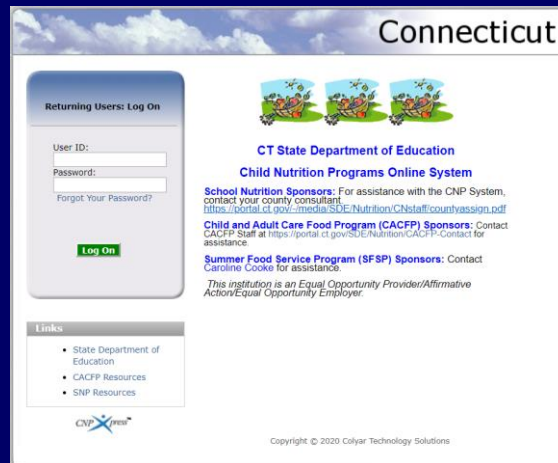 Connecticut
Returning Users: Log On
User ID:
Password:
Forgot Your Password?
Log On
Links
State Department of
Education
CACFP Resources
SNP Resources
CNP Xpress™
CT State Department of Education
Child Nutrition Programs Online System
School Nutrition Sponsors: For assistance with the CNP System,
contact your county consultant.
https://portal.ct.gov/-/media/SDE/Nutrition/CNstaff/countyassign.pdf
Child and Adult Care Food Program (CACFP) Sponsors: Contact
CACFP Staff at https://portal.ct.gov/SDE/Nutrition/CACFP-Contact for
assistance.
Summer Food Service Program (SFSP) Sponsors: Contact
Caroline Cooke for assistance.
This institution is an Equal Opportunity Provider/Affirmative
Action/Equal Opportunity Employer.
Copyright © 2020 Colyar Technology Solutions